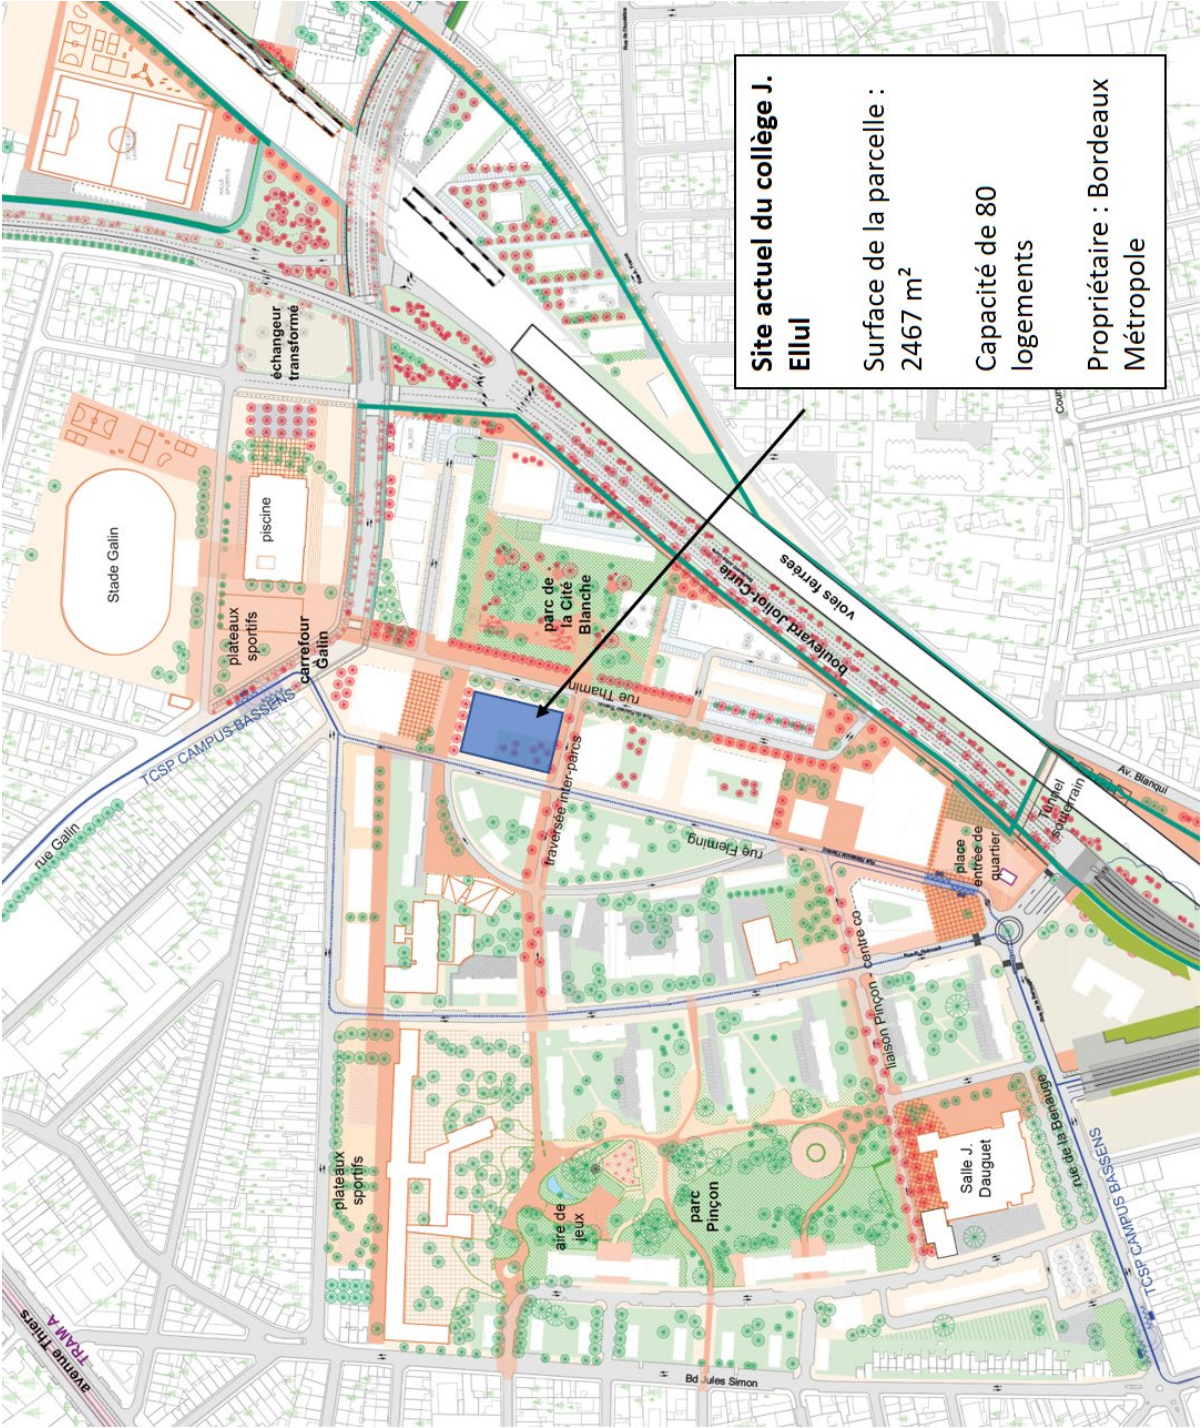 Site actuel du collège J.
Ellul
Surface de la parcelle :
2467 m²
Capacité de 80
logements
Propriétaire : Bordeaux
Métropole
échangeur
transformé
Stade Galin
piscine
plateaux
sportifs
carrefour
Galin
parc de
la Cité
Blanche
rue Thamin
boulevard Joliot-Curie
voies ferrées
TCSP CAMPUS BASSENS
rue Galin
traversée inter-parcs
rue Fleming
place
entrée de
quartier
Tunnel
souterrain
Av. Blanqui
liaison Pinçon - centre co
plateaux
sportifs
aire de
jeux
parc
Pinçon
Salle J.
Dauguet
rue de la Benauge
TCSP CAMPUS BASSENS
Bd Jules Simon
avenue Thiers
TRAM A
Cour